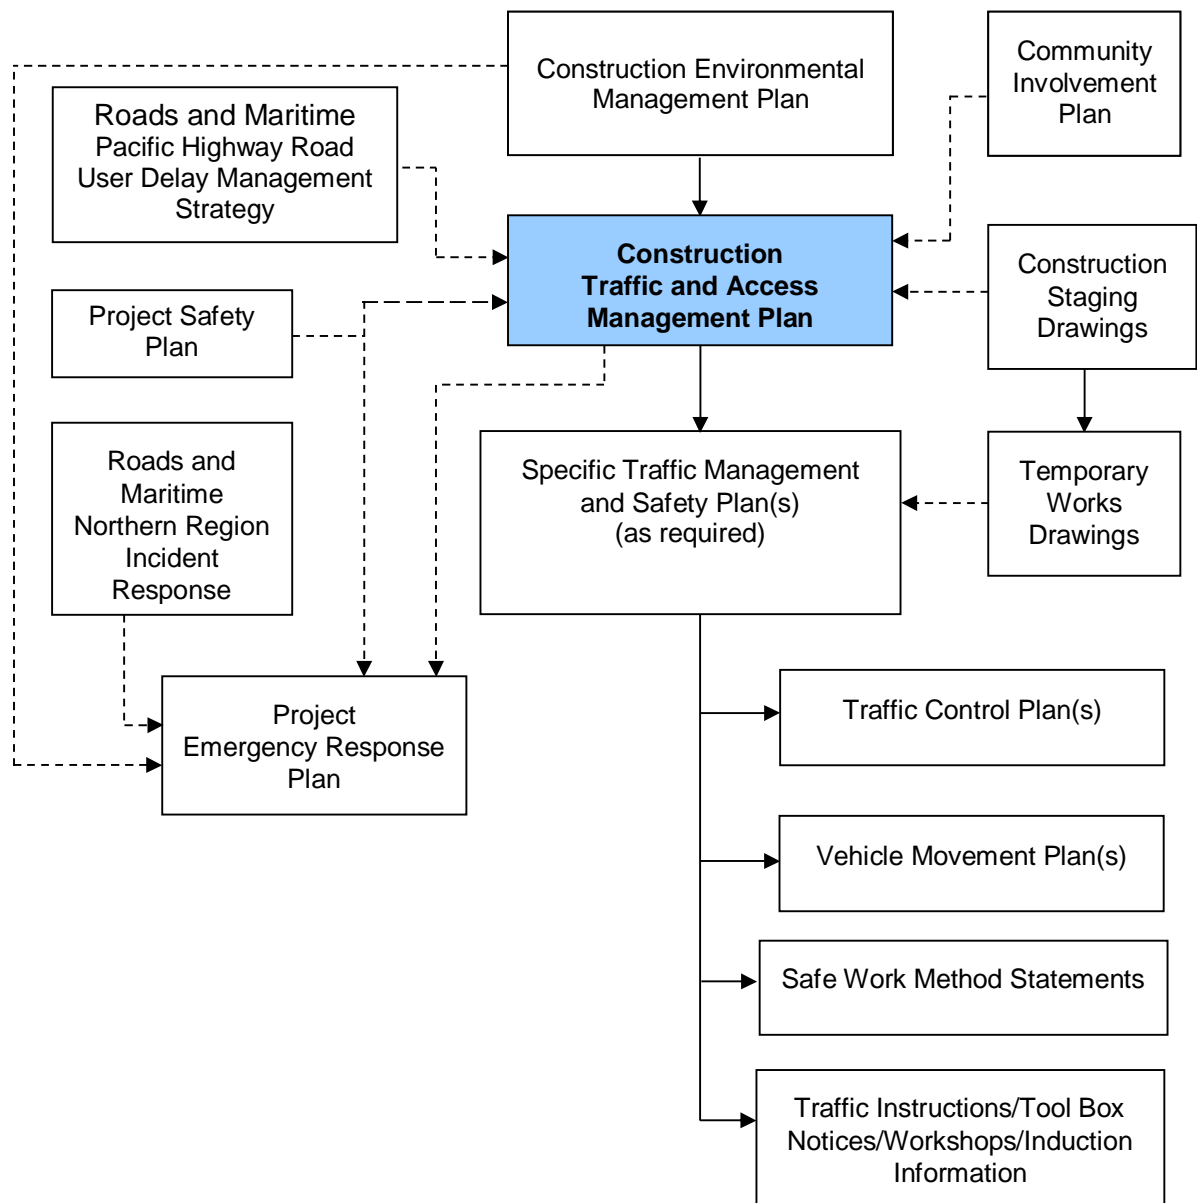 Construction Environmental
Management Plan
Community
Involvement
Plan
Roads and Maritime
Pacific Highway Road
User Delay Management
Strategy
Construction
Traffic and Access
Management Plan
Construction
Staging
Drawings
Project Safety
Plan
Roads and
Maritime
Northern Region
Incident
Response
Specific Traffic Management
and Safety Plan(s)
(as required)
Temporary
Works
Drawings
Project
Emergency Response
Plan
Traffic Control Plan(s)
Vehicle Movement Plan(s)
Safe Work Method Statements
Traffic Instructions/Tool Box
Notices/Workshops/Induction
Information